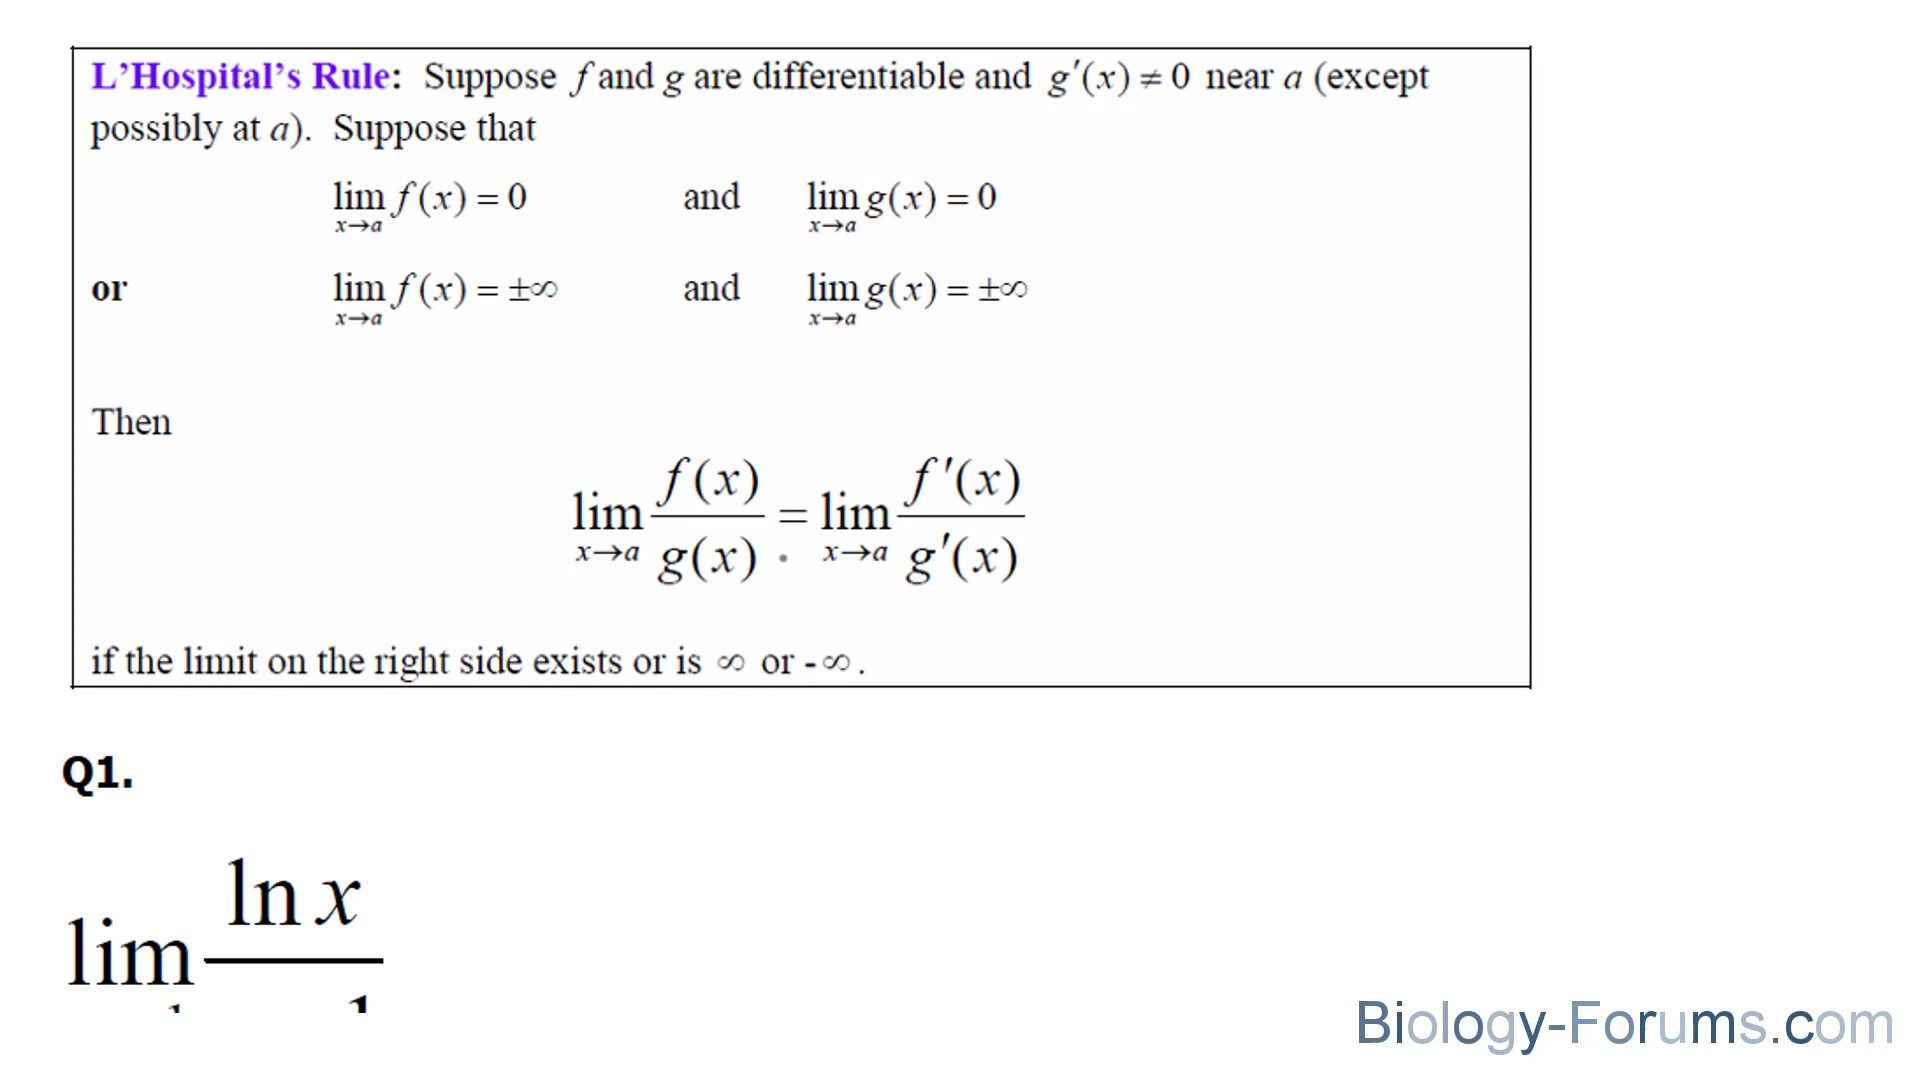 L’Hospital’s Rule: Suppose f and g are differentiable and g′(x) ≠ 0 near a (except
possibly at a). Suppose that
lim f(x) = 0 and lim g(x) = 0
x→a x→a
or lim f(x) = ±∞ and lim g(x) = ±∞
x→a x→a
Then
lim f(x)/g(x) = lim f′(x)/g′(x)
x→a x→a
if the limit on the right side exists or is ∞ or -∞.
Q1.
lim ln x
Biology-Forums.com